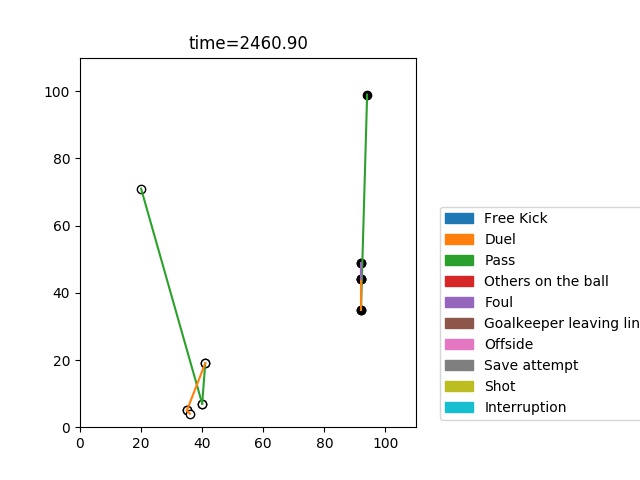 time=2460.90
100
80
60
40
20
0
0 20 40 60 80 100
Free Kick
Duel
Pass
Others on the ball
Foul
Goalkeeper leaving lin
Offside
Save attempt
Shot
Interruption